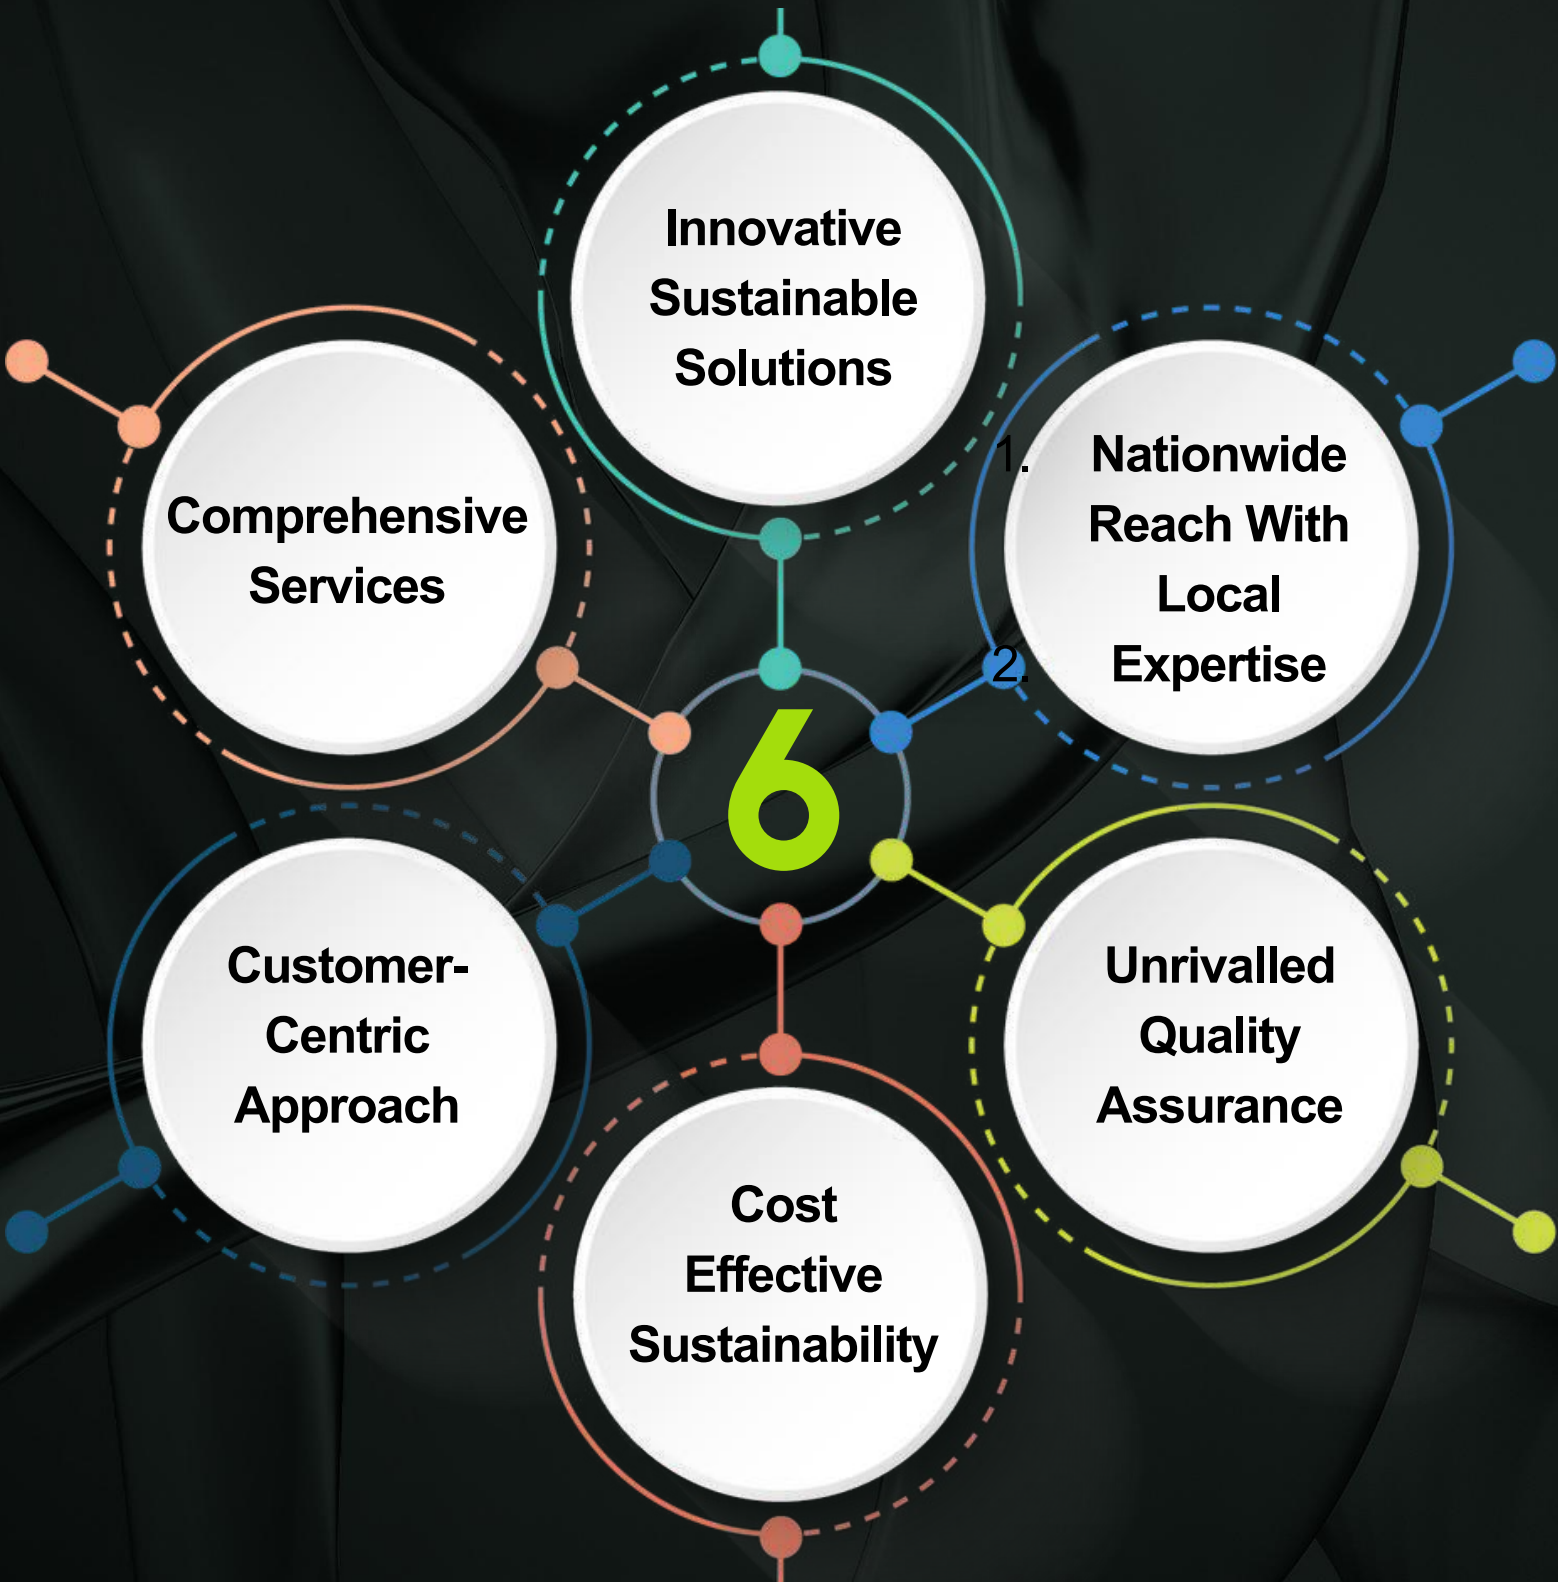 Innovative
Sustainable
Solutions
1. Nationwide
Reach With
Local
2. Expertise
Comprehensive
Services
6
Customer-
Centric
Approach
Unrivalled
Quality
Assurance
Cost
Effective
Sustainability